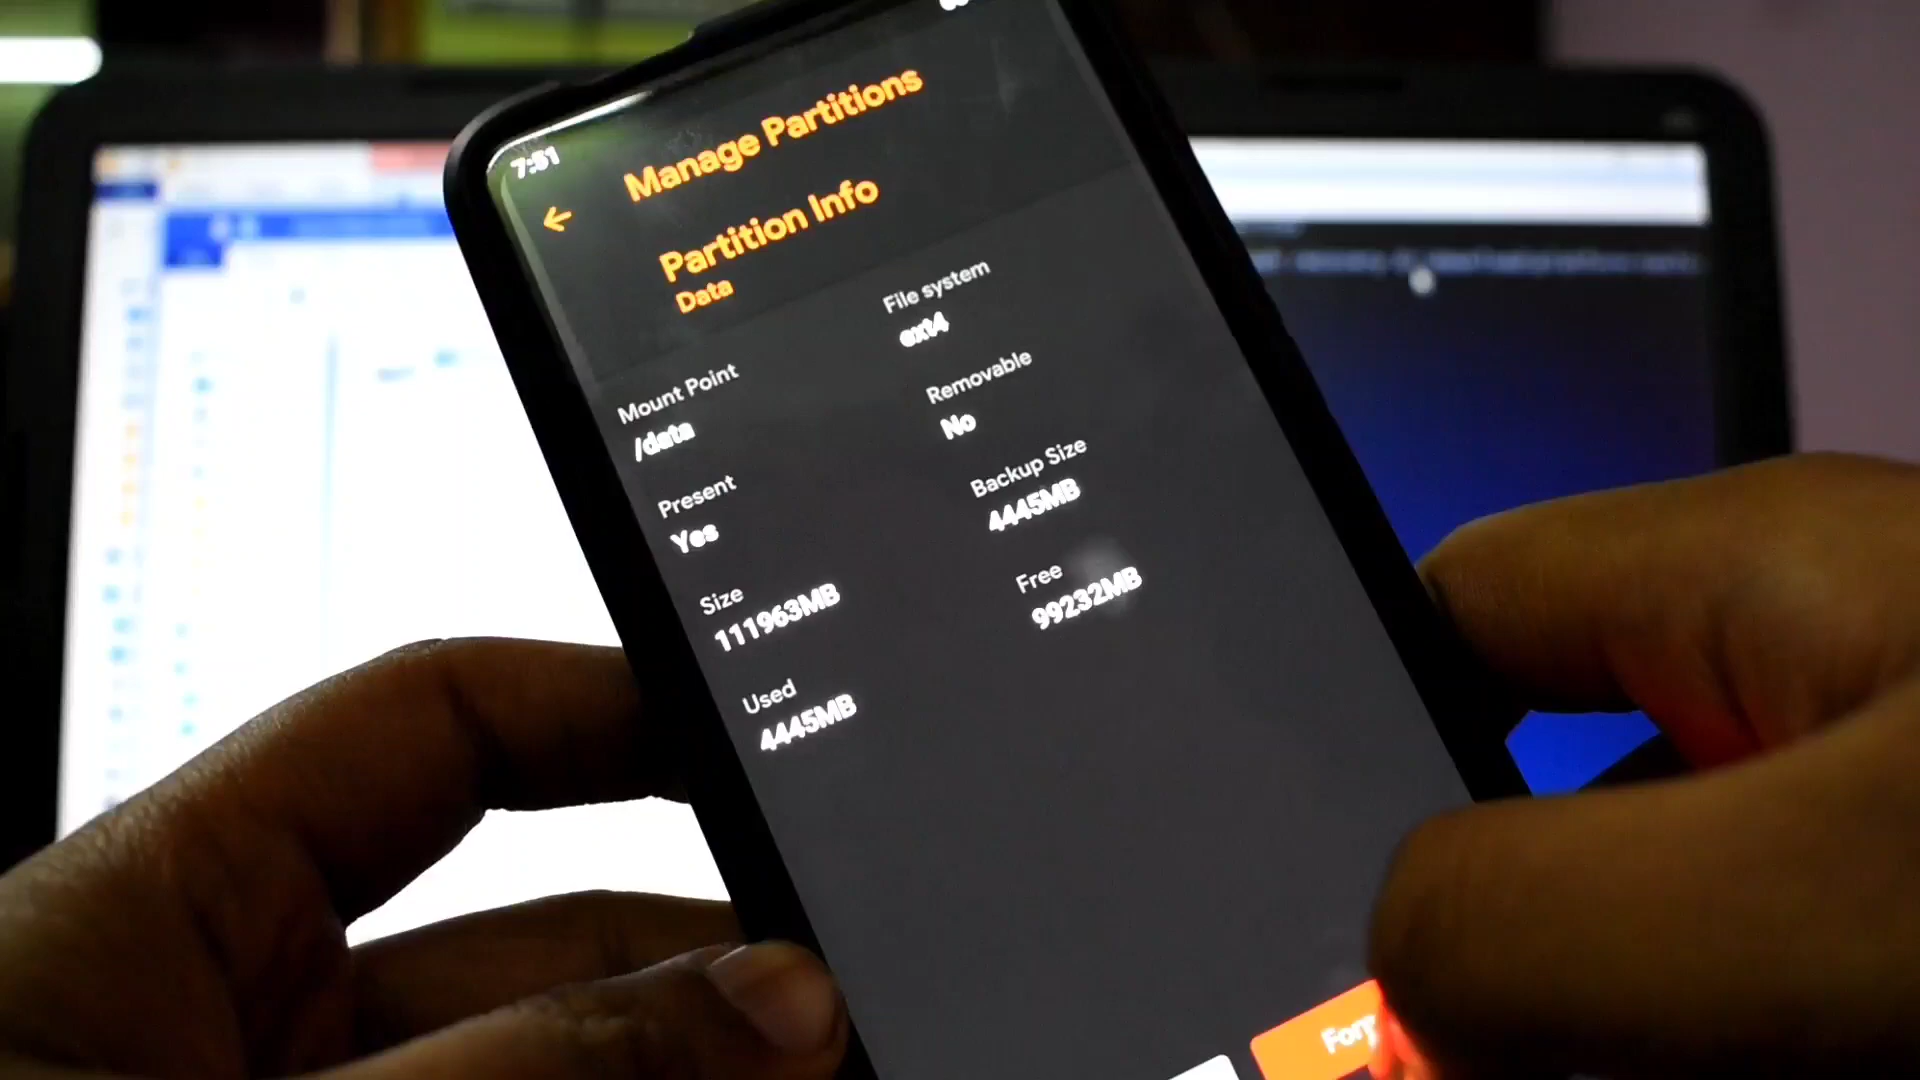 7:51
Manage Partitions
Partition Info
Data
Mount Point
/data
File system
ext4
Present
Yes
Removable
No
Size
111963MB
Backup Size
4445MB
Used
4445MB
Free
99232MB